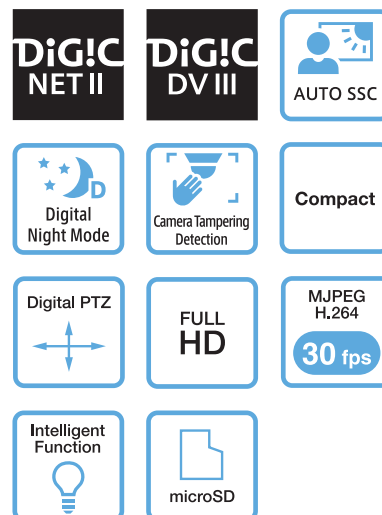 DiG!C
NET II
DiG!C
DV III
AUTO SSC
D
Digital
Night Mode
Camera Tampering
Detection
Compact
Digital PTZ
FULL
HD
MJPEG
H.264
30 fps
Intelligent
Function
microSD